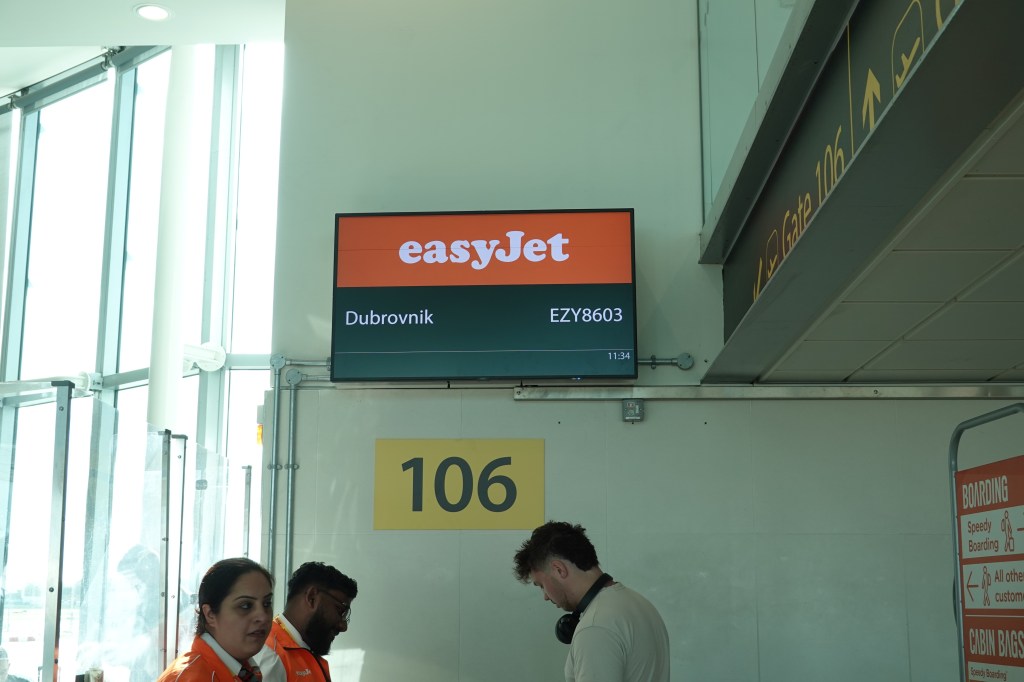 easyJet
Dubrovnik EZY8603
11:34
Gate 106
106
BOARDING
Speedy
Boarding
All other
custome
CABIN BAGS
Speedy Boarding